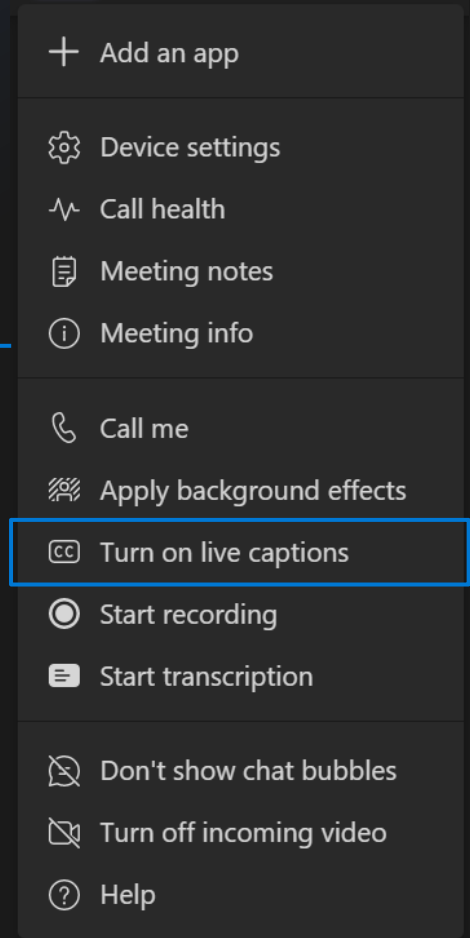 Add an app
Device settings
Call health
Meeting notes
Meeting info
Call me
Apply background effects
CC Turn on live captions
Start recording
Start transcription
Don't show chat bubbles
Turn off incoming video
? Help